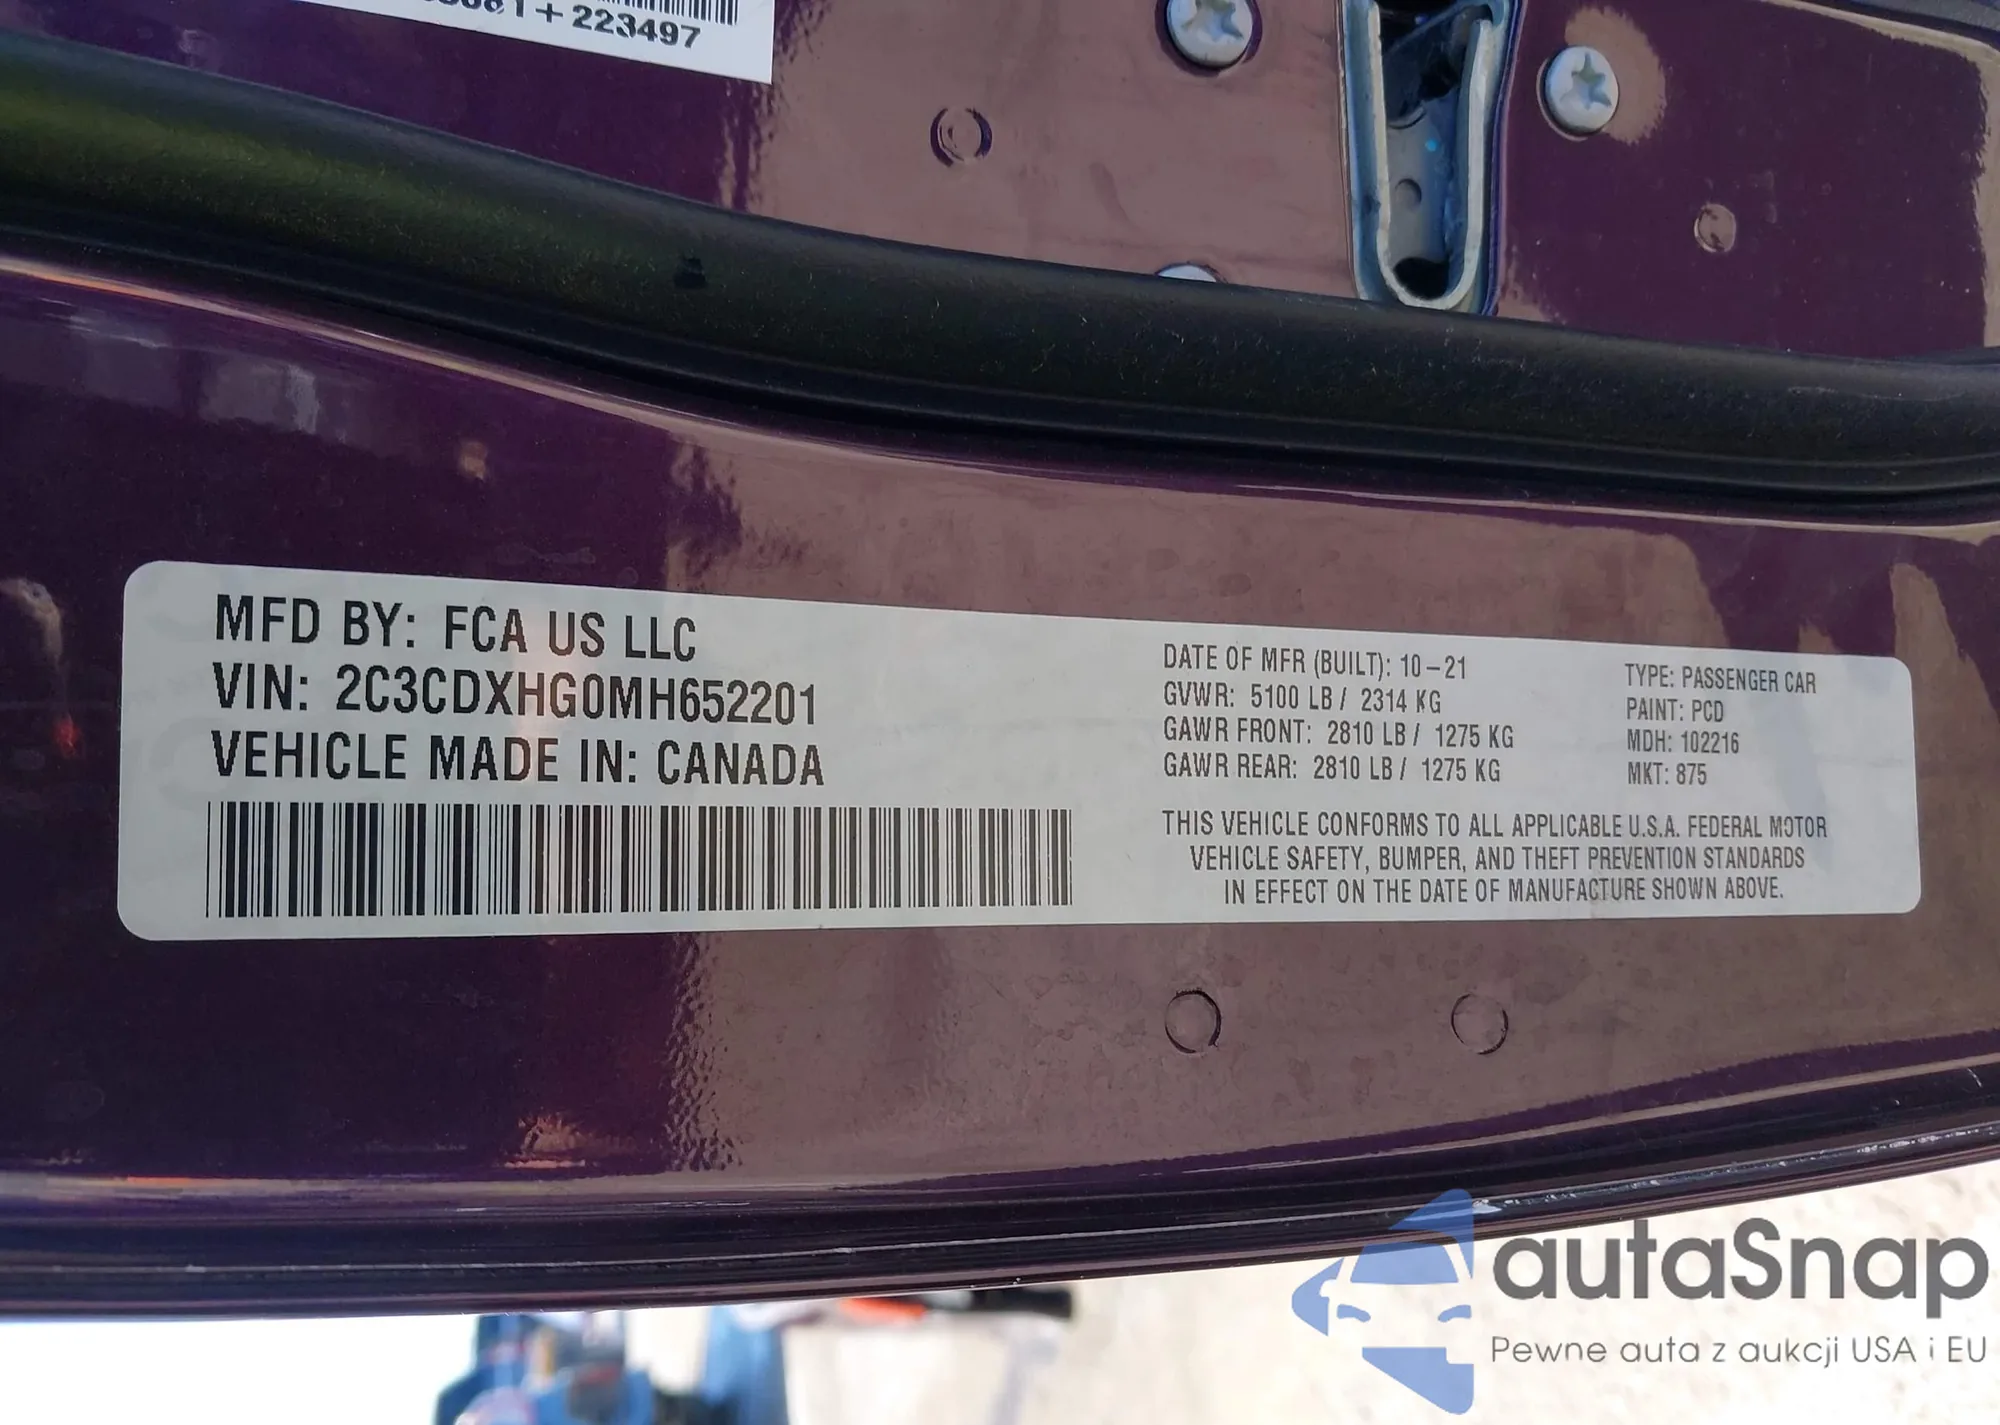 1+223497
MFD BY: FCA US LLC
VIN: 2C3CDXHG0MH652201
VEHICLE MADE IN: CANADA
DATE OF MFR (BUILT): 10-21
GVWR: 5100 LB / 2314 KG
GAWR FRONT: 2810 LB / 1275 KG
GAWR REAR: 2810 LB / 1275 KG
TYPE: PASSENGER CAR
PAINT: PCD
MDH: 102216
MKT: 875
THIS VEHICLE CONFORMS TO ALL APPLICABLE U.S.A. FEDERAL MOTOR
VEHICLE SAFETY, BUMPER, AND THEFT PREVENTION STANDARDS
IN EFFECT ON THE DATE OF MANUFACTURE SHOWN ABOVE.
autaSnap
Pewne auta z aukcji USA i EU